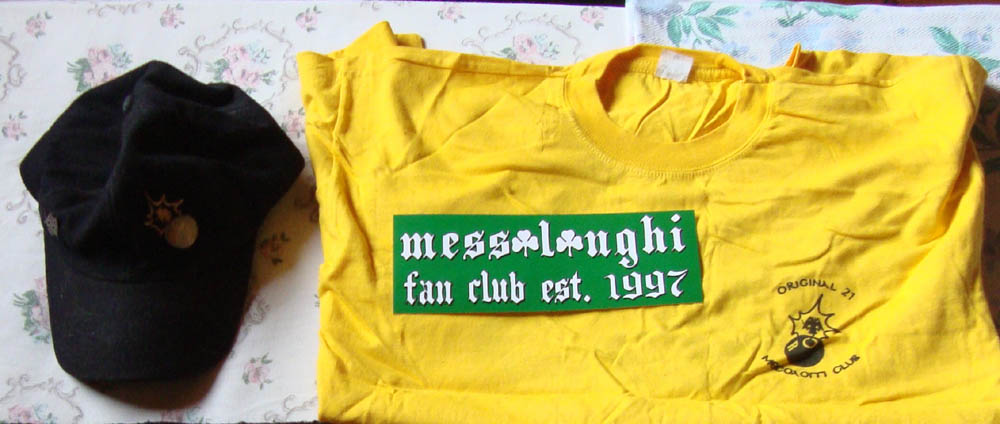 mess☘l☘nghi
fan club est. 1997
ORIGINAL 21
CLUB